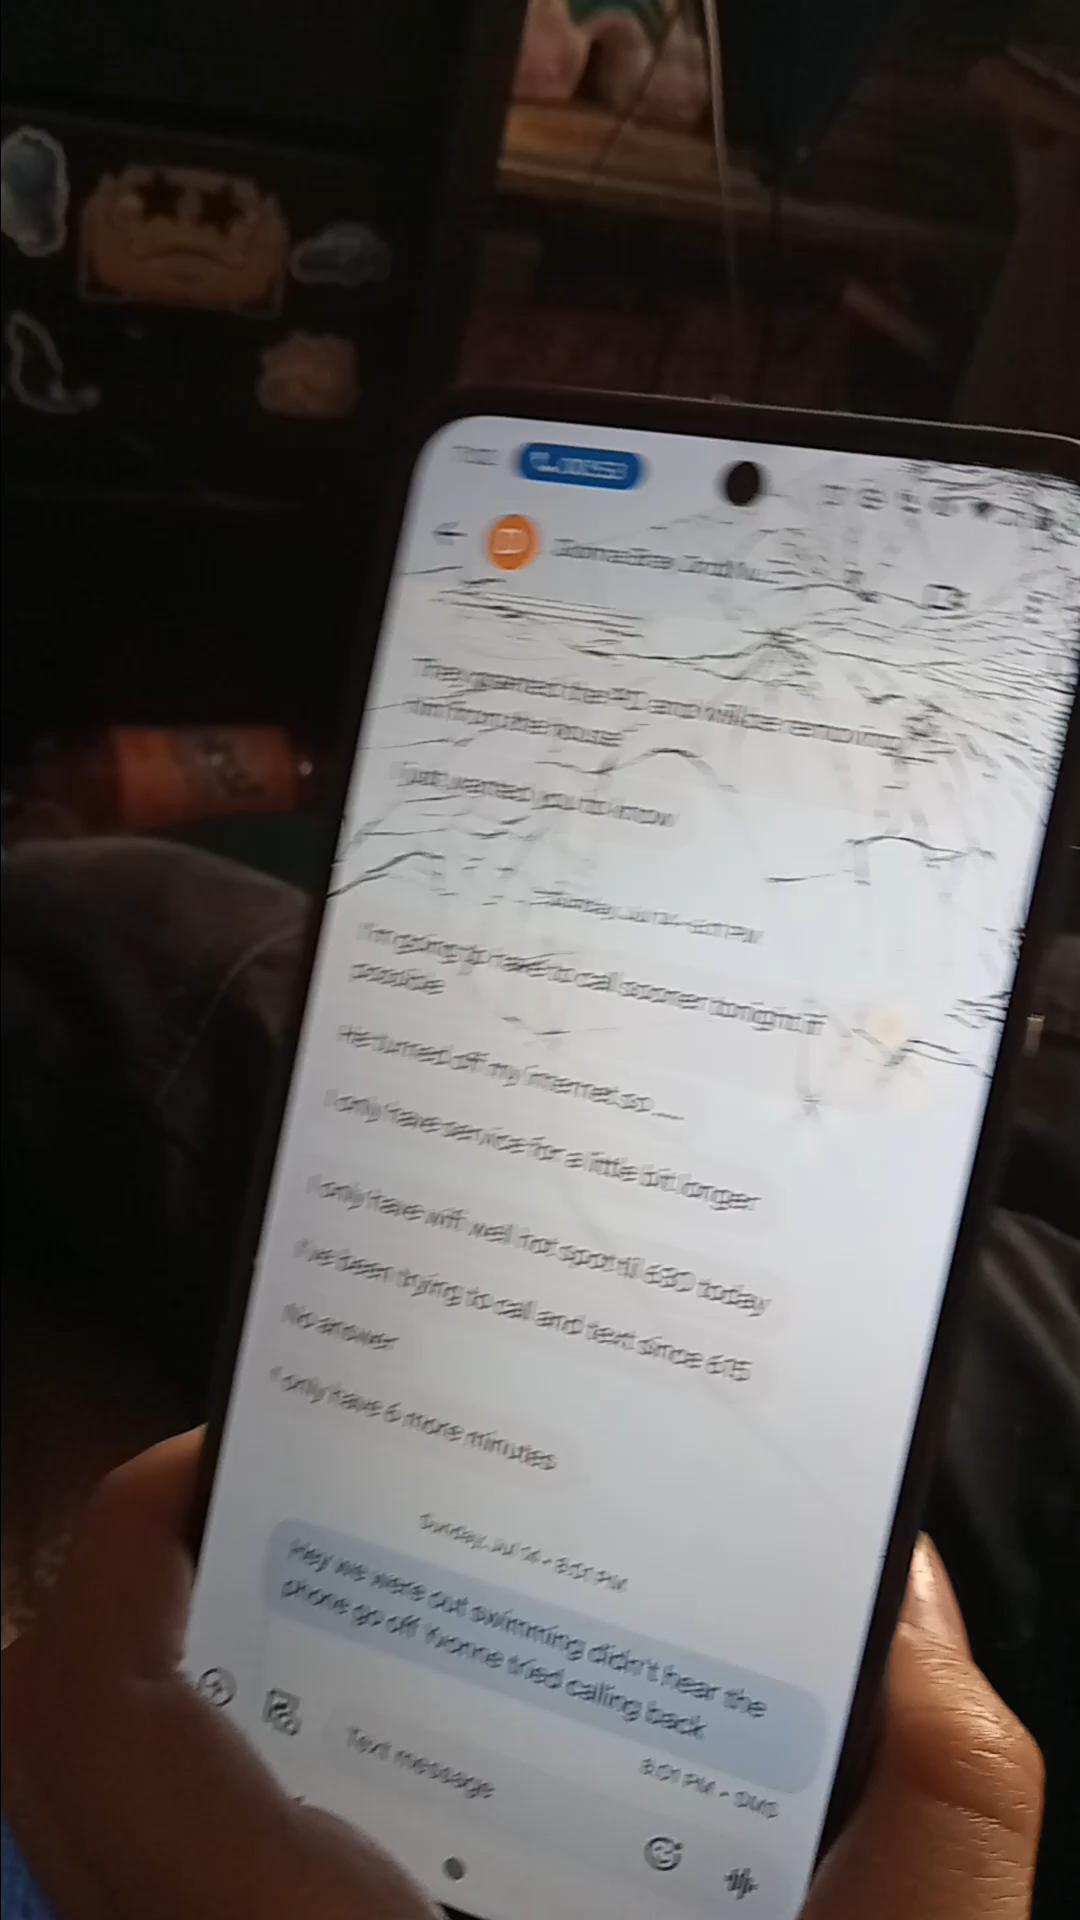 They granted the PI and will be removing
him from the house
I just wanted you to know
I'm going to have to call sooner tonight if
possible
He turned off my internet so
I only have service for a little bit longer
I only have wifi well hot spot til 630 today
I've been trying to call and text since 615
No answer
I only have 6 more minutes
Sunday, Jul 14 • 8:01 PM
Hey we were out swimming didn't hear the
phone go off Ivonne tried calling back
8:01 PM • SMS
Text message